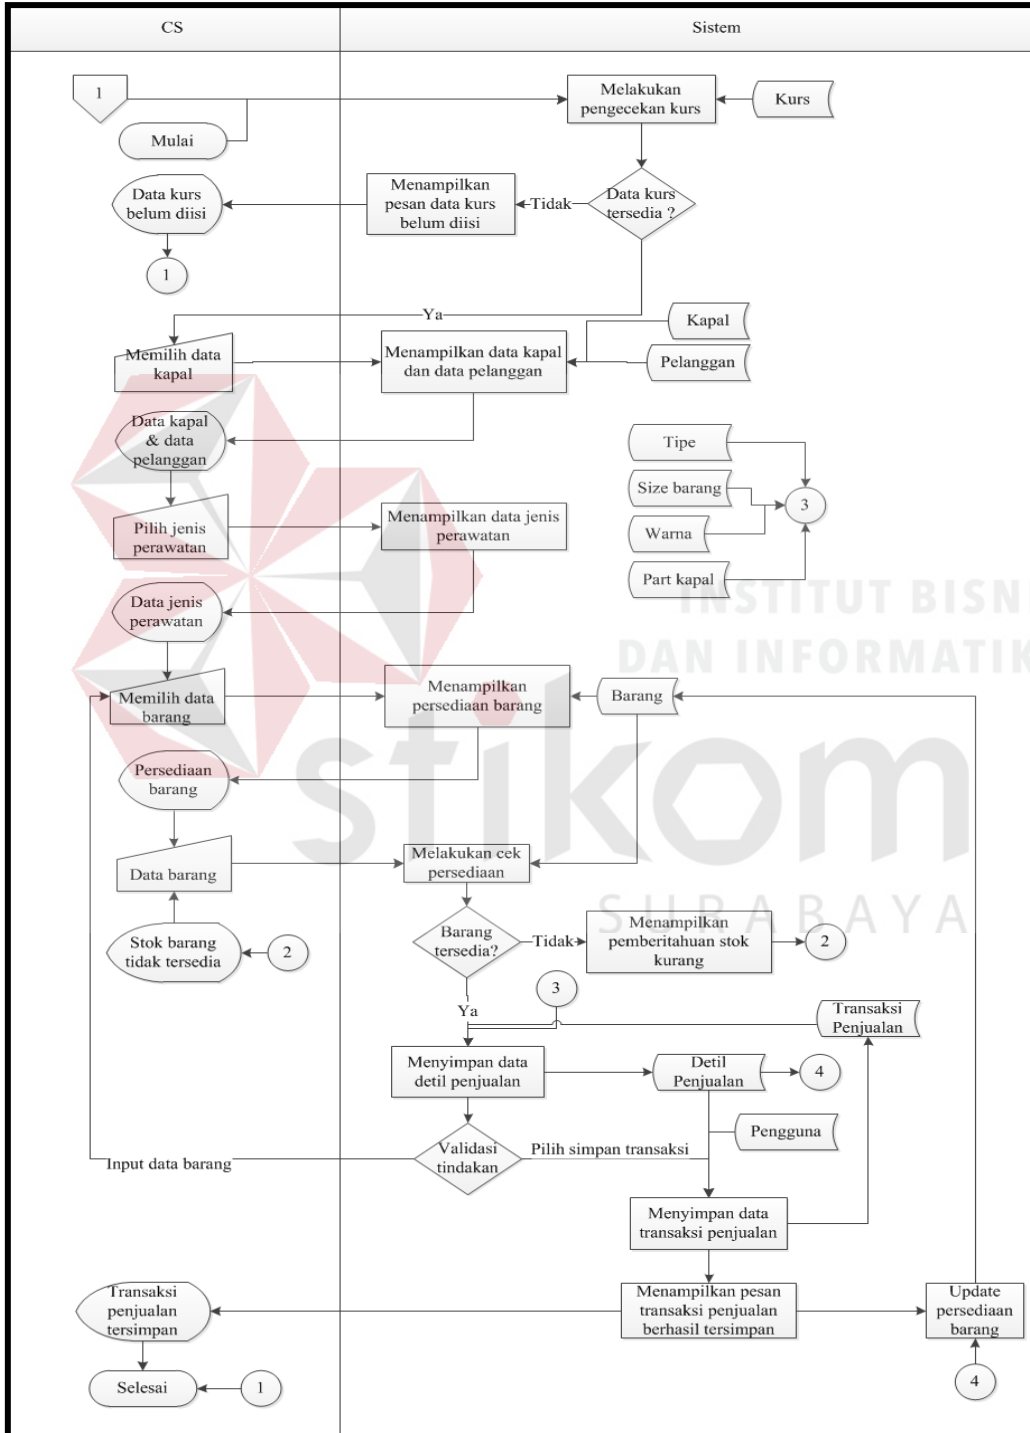 CS
Sistem
1
Melakukan
pengecekan kurs
Kurs
Mulai
Data kurs
belum diisi
Menampilkan
pesan data kurs
belum diisi
Tidak
Data kurs
tersedia ?
1
Ya
Kapal
Memilih data
kapal
Menampilkan data kapal
dan data pelanggan
Pelanggan
Data kapal
& data
pelanggan
Tipe
Size barang
3
Pilih jenis
perawatan
Menampilkan data jenis
perawatan
Warna
Part kapal
Data jenis
perawatan
INSTITUT BISNI
DAN INFORMATIK
Memilih data
barang
Menampilkan
persediaan barang
Barang
stikom
Persediaan
barang
Data barang
Melakukan cek
persediaan
SURABAYA
Stok barang
tidak tersedia
2
Barang
tersedia?
Tidak
Menampilkan
pemberitahuan stok
kurang
2
3
Ya
Transaksi
Penjualan
Menyimpan data
detil penjualan
Detil
Penjualan
4
Pengguna
Input data barang
Validasi
tindakan
Pilih simpan transaksi
Menyimpan data
transaksi penjualan
Transaksi
penjualan
tersimpan
Menampilkan pesan
transaksi penjualan
berhasil tersimpan
Update
persediaan
barang
Selesai
1
4